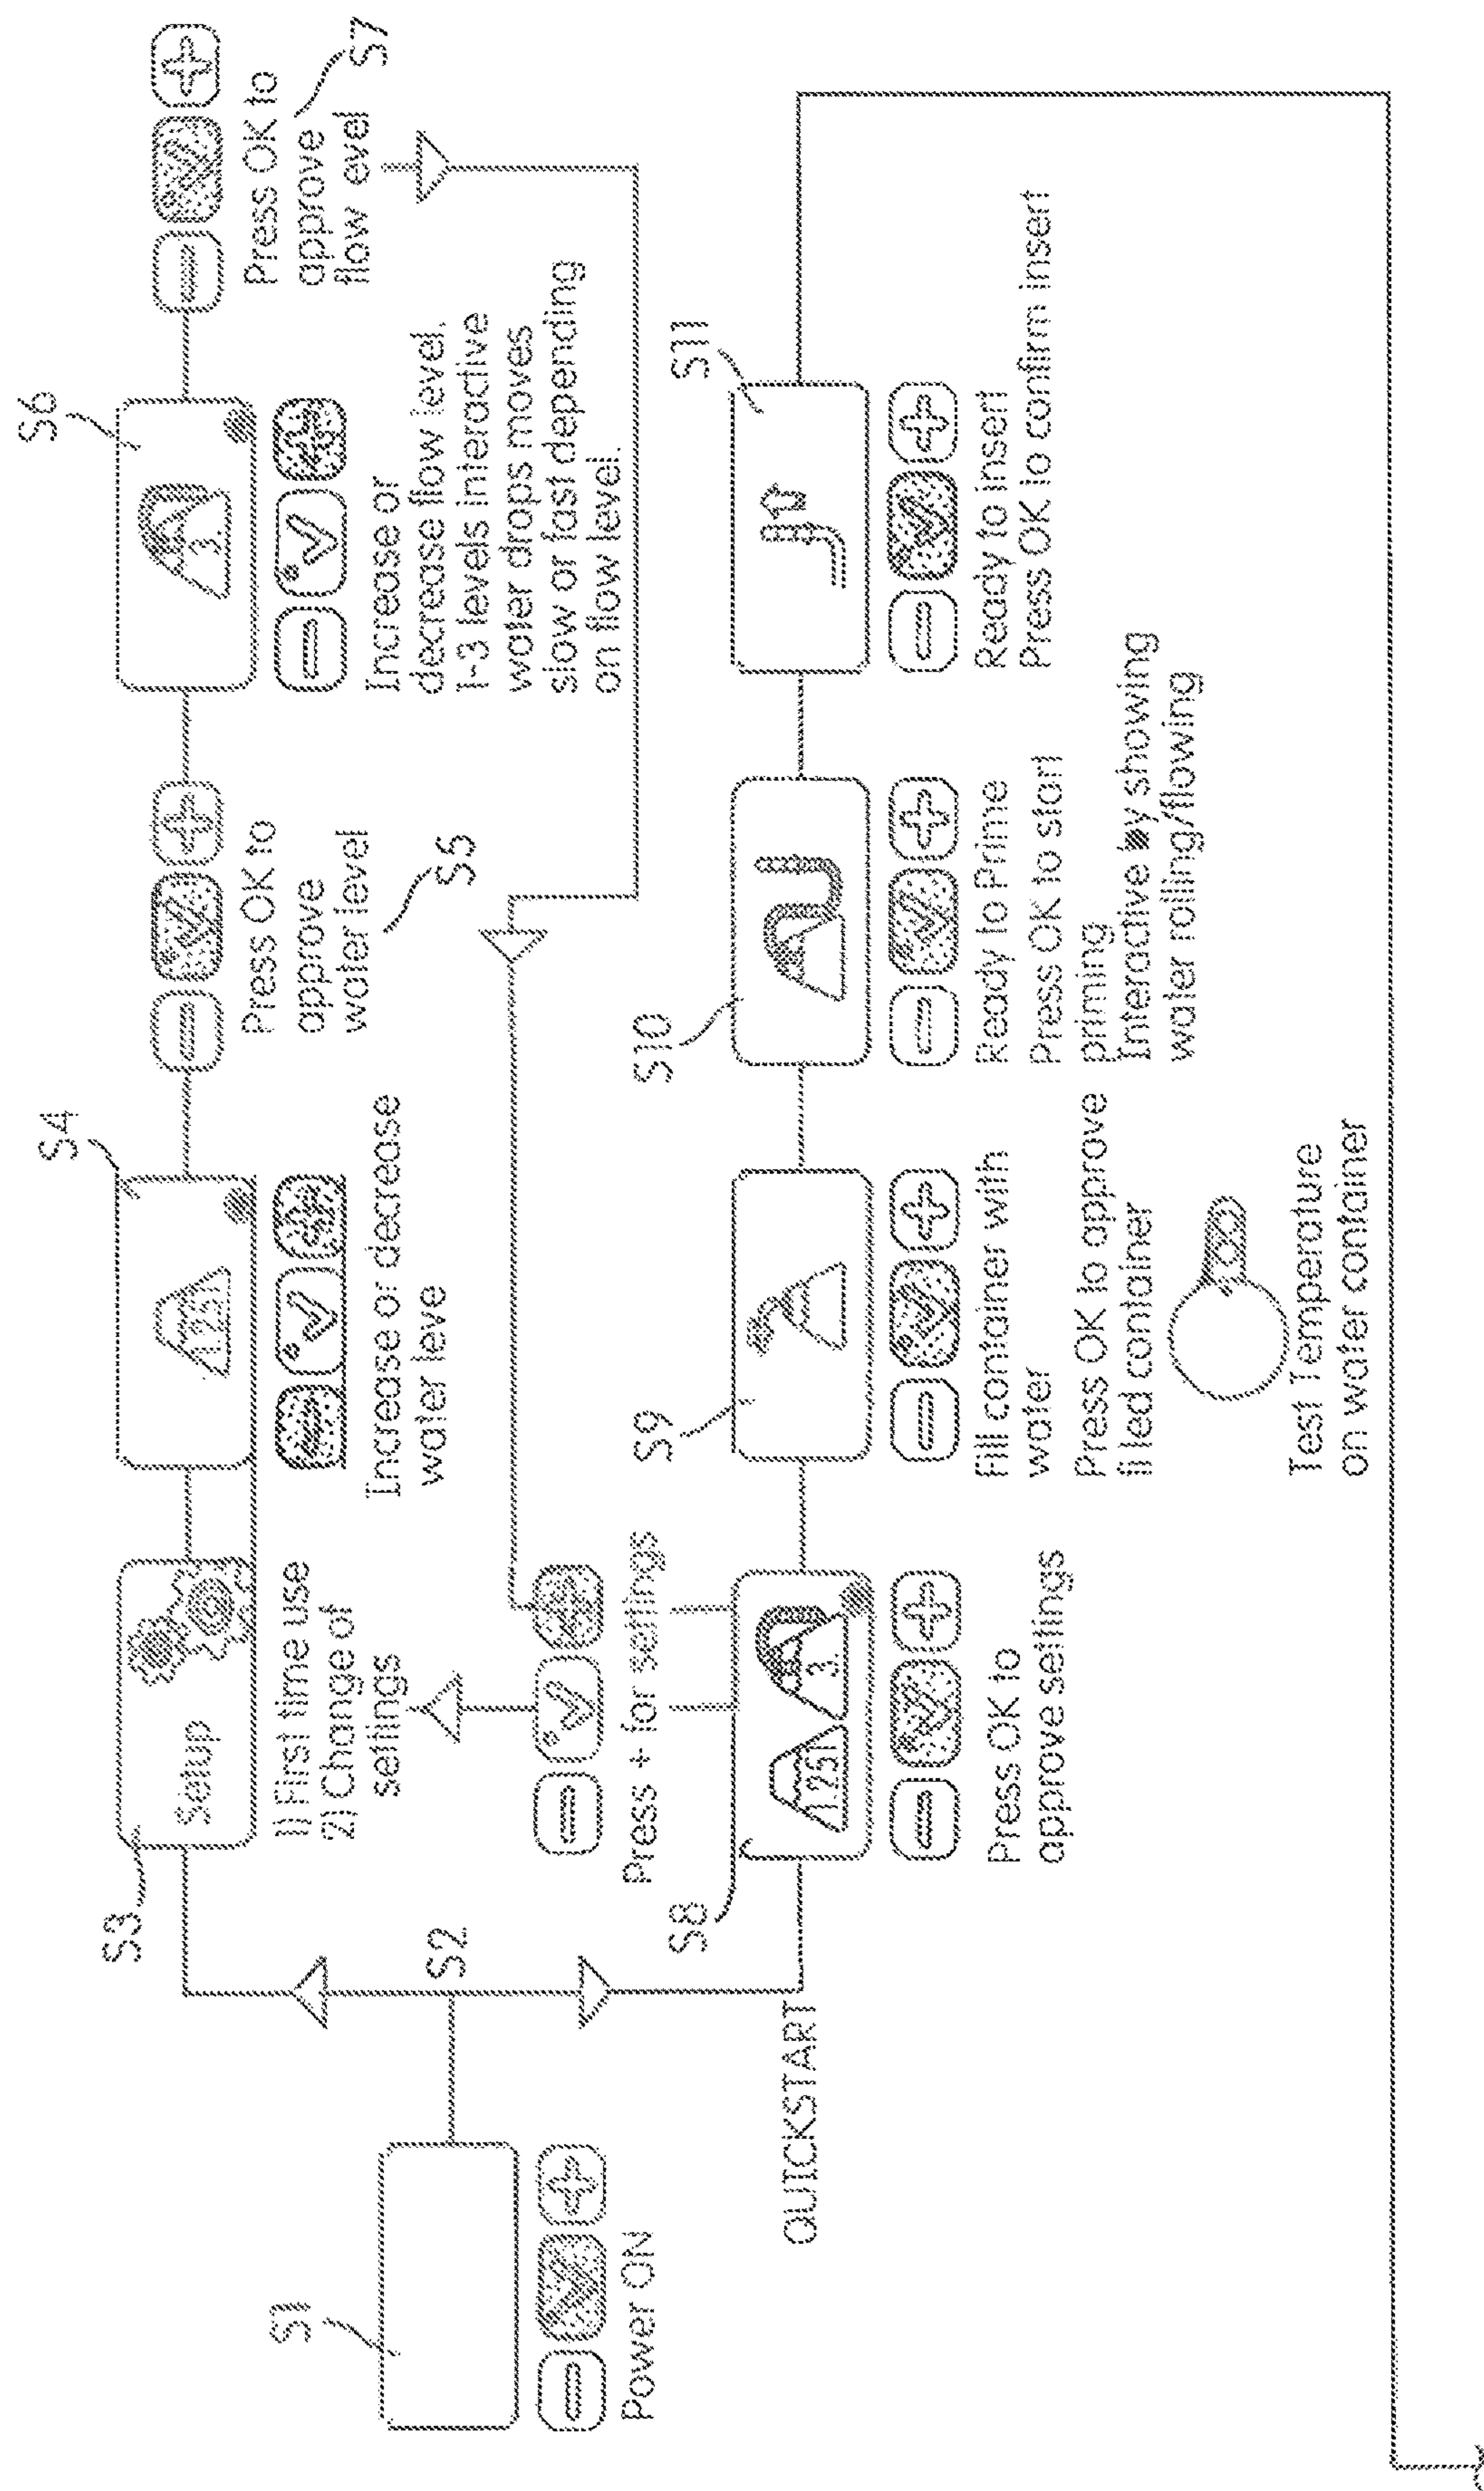 S1
Power ON
S2
QUICKSTART
S3
Setup
1) First time use
2) Change of
settings
S4
1.25l
Increase or decrease
water leve
Press OK to
approve
water level
S5
S6
3.
Increase or
decrease flow level.
1-3 levels interactive
water drops moves
slow or fast depending
on flow level.
Press OK to
approve
flow evel
S7
Press + for settings
S8
1.25l
3.
Press OK to
approve settings
S9
Fill container with
water
Press OK to approve
filled container
Test Temperature
on water container
S10
Ready to Prime
Press OK to start
priming
Interactive by showing
water rolling/flowing
S11
Ready to insert
Press OK to confirm insert